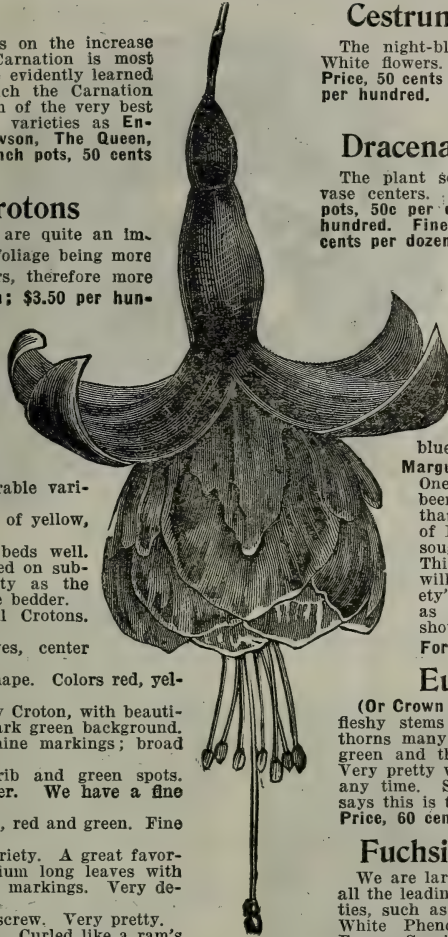 s on the increase
Carnation is most
evidently learned
ch the Carnation
n of the very best
varieties as En-
wson, The Queen,
nch pots, 50 cents
rotons
are quite an im-
foliage being more
rs, therefore more
; $3.50 per hun-
rable vari-
of yellow,
beds well.
ed on sub-
ty as the
bedder.
l Crotons.
ves, center
hape. Colors red, yel-
y Croton, with beauti-
ark green background.
nine markings; broad
rib and green spots.
er. We have a fine
, red and green. Fine
riety. A great favor-
ium long leaves with
markings. Very de-
screw. Very pretty.
Curled like a ram's
Cestrun
The night-bl
White flowers.
Price, 50 cents
per hundred.
Dracena
The plant s
vase centers.
pots, 50c per
hundred. Fine
cents per dozen
blue
Margu
One
been
that
of
sou
Thi
will
ety'
as
sho
For
Eu
(Or Crown
fleshy stems
thorns many
green and th
Very pretty
any time. S
says this is t
Price, 60 cen
Fuchsi
We are lar
all the leadin
ties, such as
White Phen